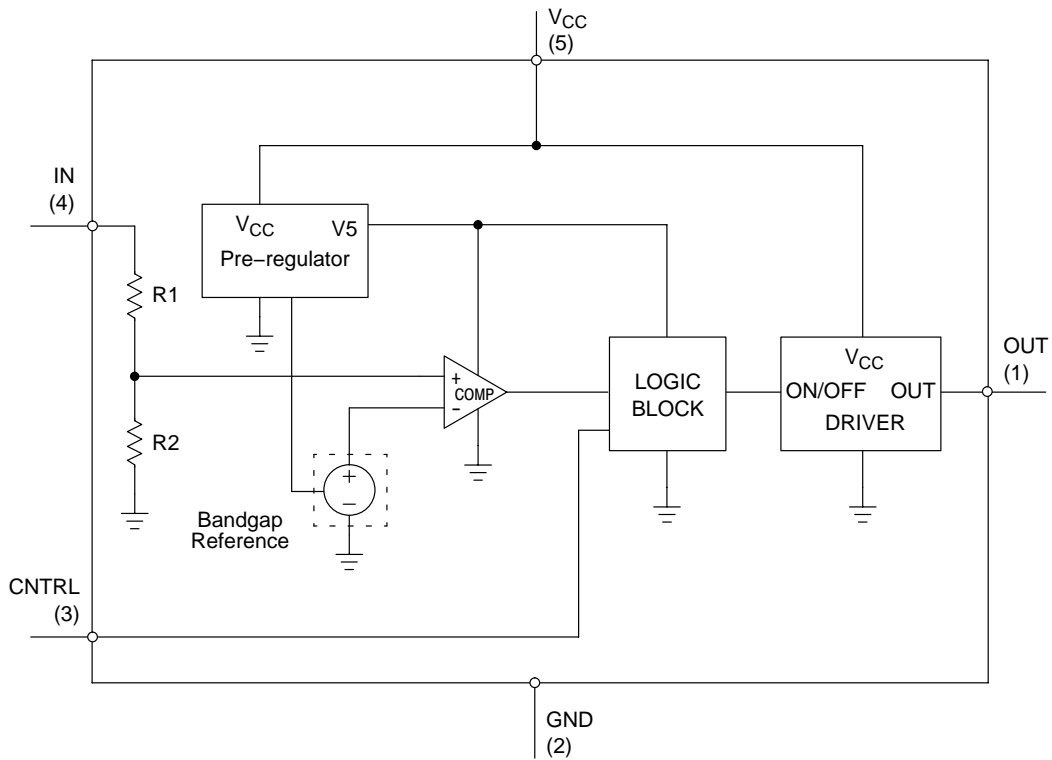 VCC
(5)
IN
(4)
VCC V5
Pre−regulator
R1
R2
+
COMP
−
+
−
Bandgap
Reference
LOGIC
BLOCK
VCC
ON/OFF OUT
DRIVER
OUT
(1)
CNTRL
(3)
GND
(2)